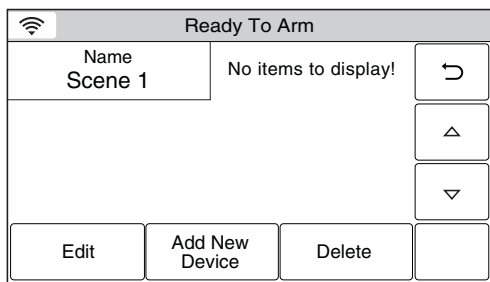 Ready To Arm
Name
Scene 1
No items to display!
Edit
Add New
Device
Delete